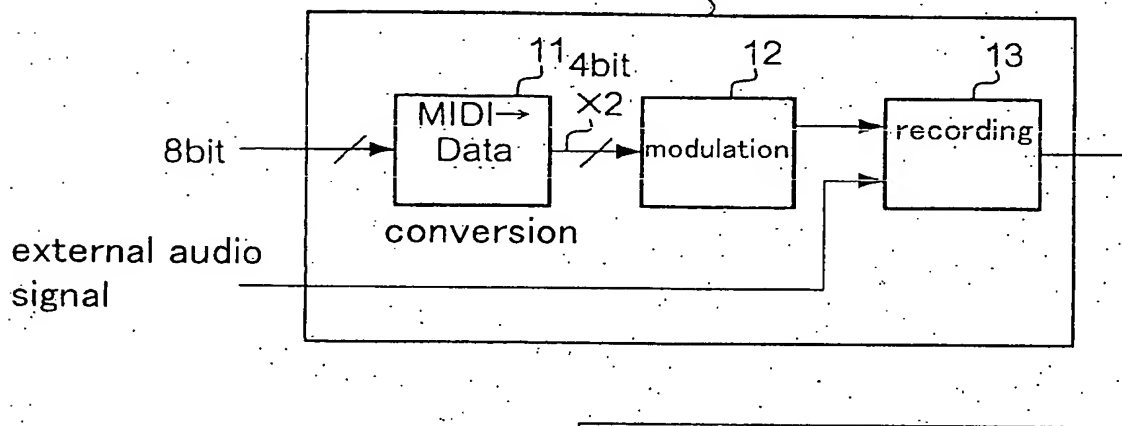 11
4bit
×2
12
13
MIDI→
Data
8bit
modulation
recording
conversion
external audio
signal